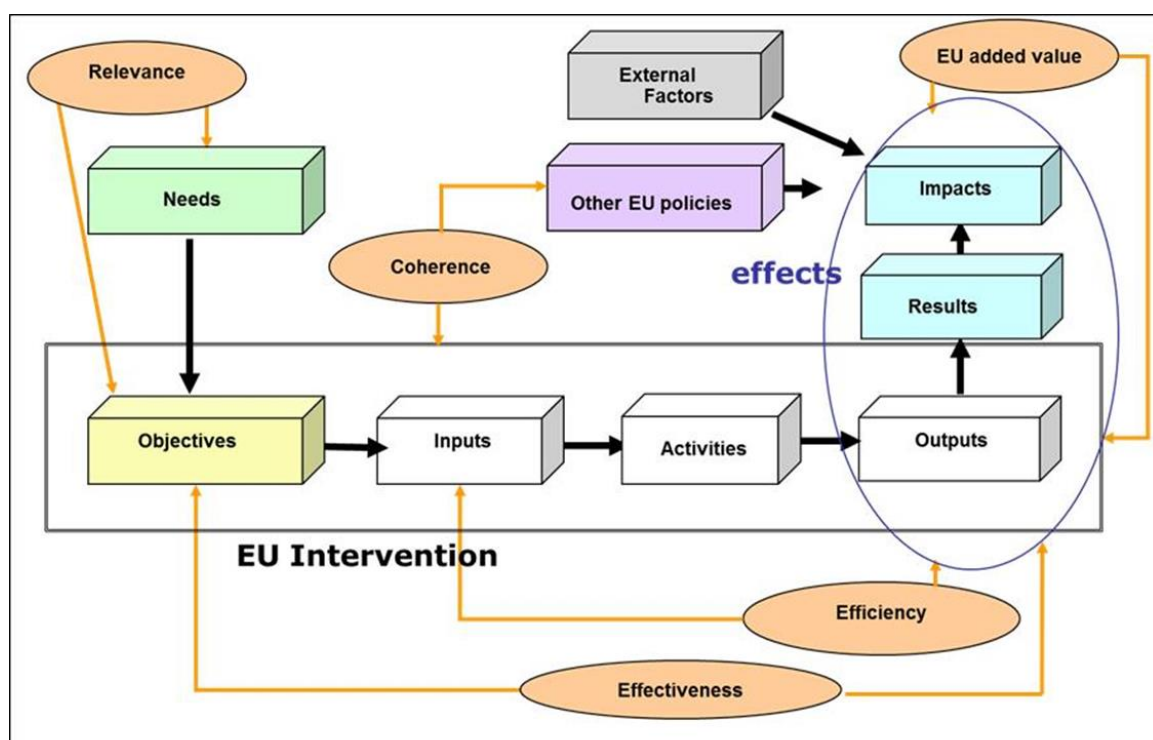 Relevance
External
Factors
EU added value
Needs
Other EU policies
Impacts
Coherence
effects
Results
Objectives
Inputs
Activities
Outputs
EU Intervention
Efficiency
Effectiveness